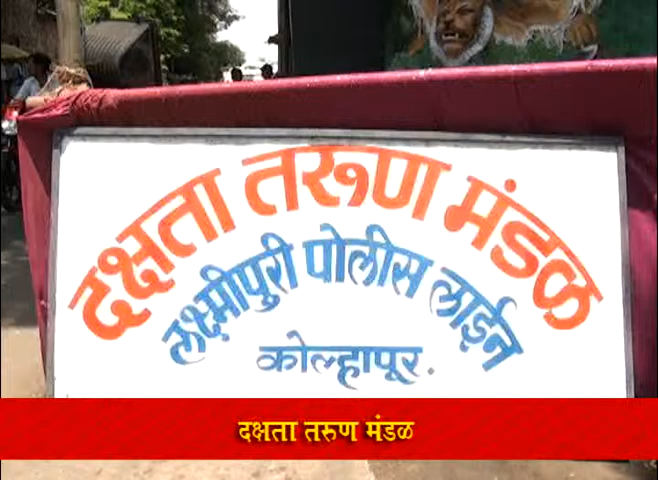 दक्षता तरुण मंडळ
लक्ष्मीपुरी पोलीस लाईन
कोल्हापूर.
दक्षता तरुण मंडळ